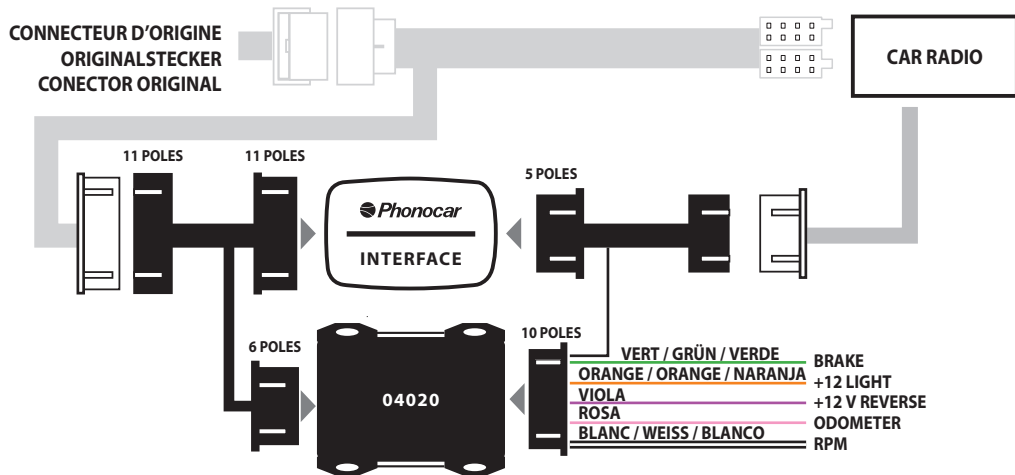 CONNECTEUR D'ORIGINE
ORIGINALSTECKER
CONECTOR ORIGINAL
CAR RADIO
11 POLES
11 POLES
5 POLES
Phonocar
INTERFACE
6 POLES
10 POLES
04020
VERT / GRÜN / VERDE
BRAKE
ORANGE / ORANGE / NARANJA
+12 LIGHT
VIOLA
+12 V REVERSE
ROSA
ODOMETER
BLANC / WEISS / BLANCO
RPM